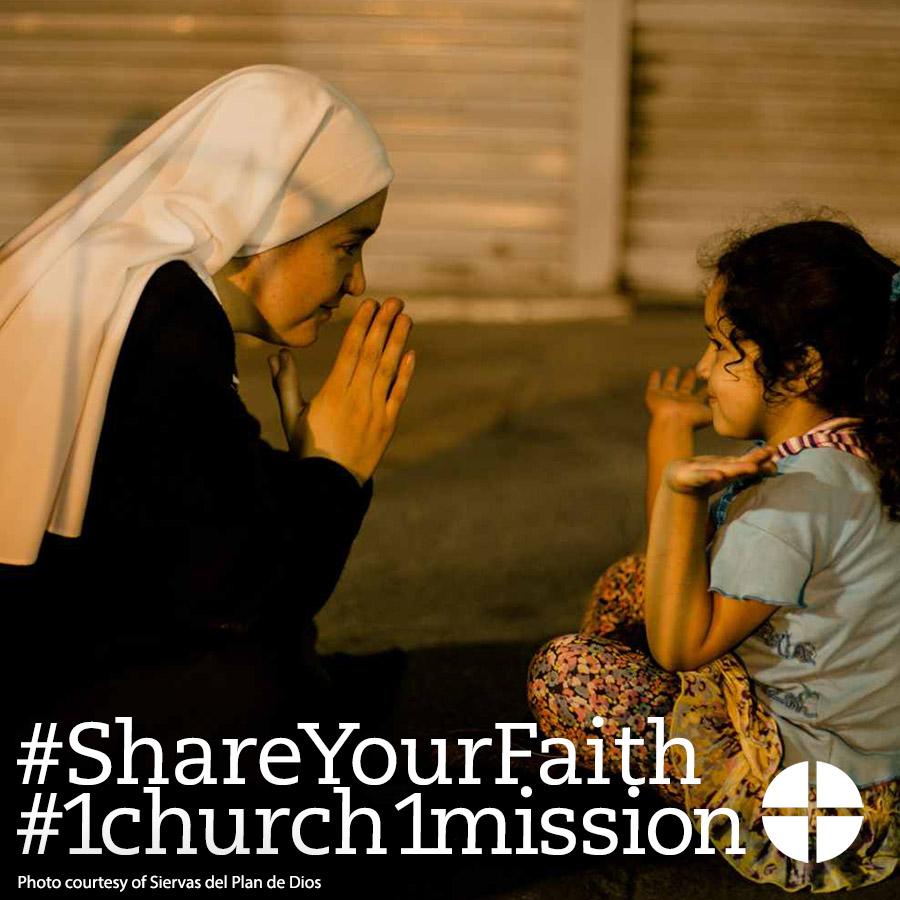 #ShareYourFaith
#1church1mission
Photo courtesy of Siervas del Plan de Dios